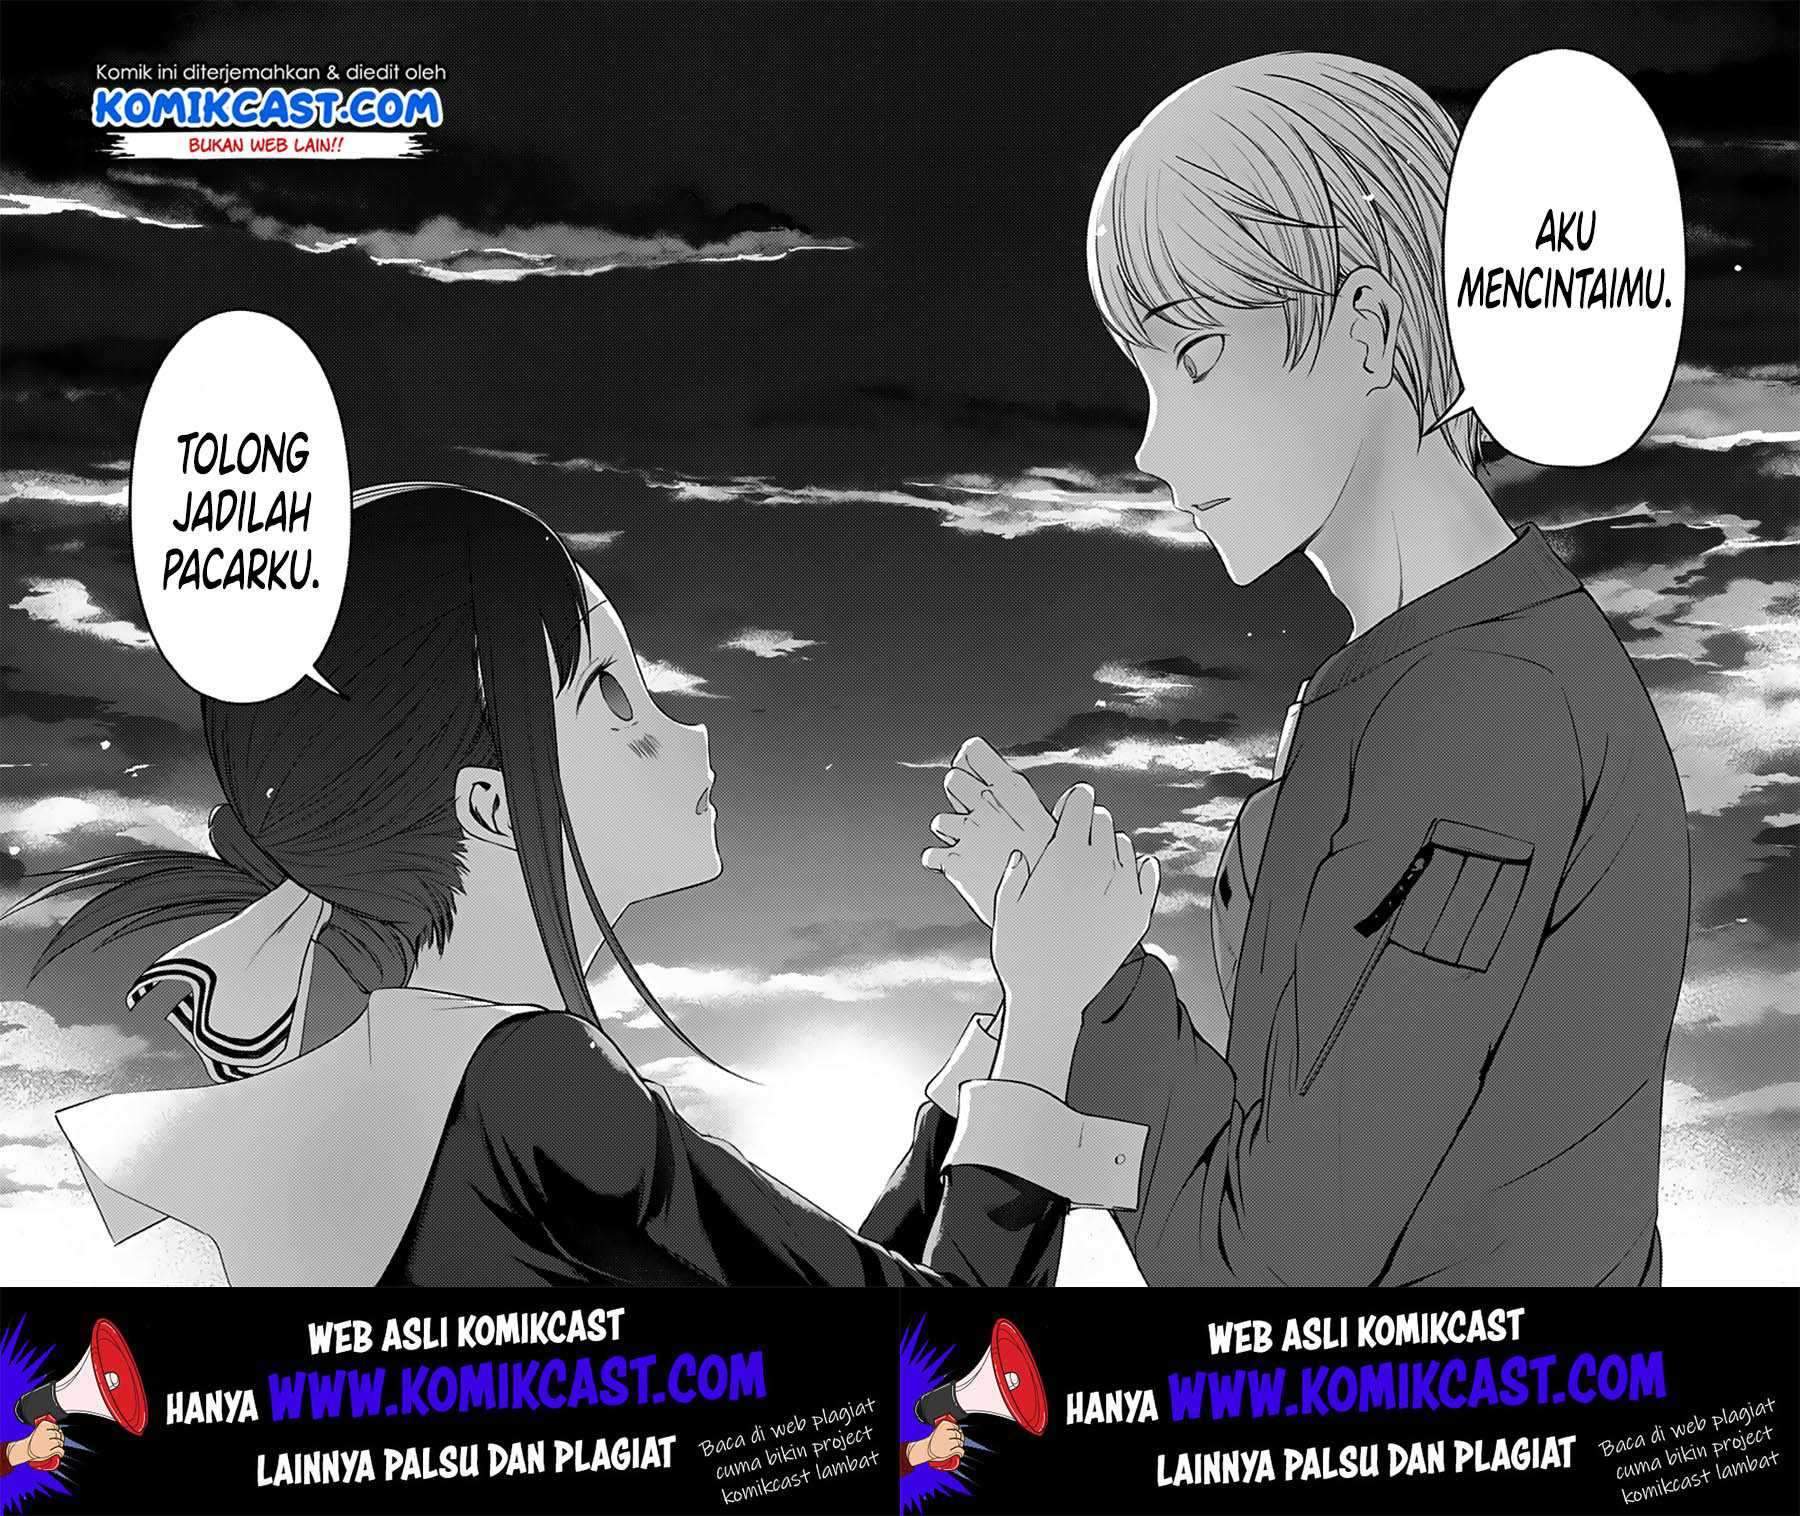 Komik ini diterjemahkan & diedit oleh
KOMIKCAST.COM
BUKAN WEB LAIN!!
AKU
MENCINTAIMU.
TOLONG
JADILAH
PACARKU.
WEB ASLI KOMIKCAST
HANYA WWW.KOMIKCAST.COM
LAINNYA PALSU DAN PLAGIAT
Baca di web plagiat
cuma bikin project
komikcast lambat
WEB ASLI KOMIKCAST
HANYA WWW.KOMIKCAST.COM
LAINNYA PALSU DAN PLAGIAT
Baca di web plagiat
cuma bikin project
komikcast lambat